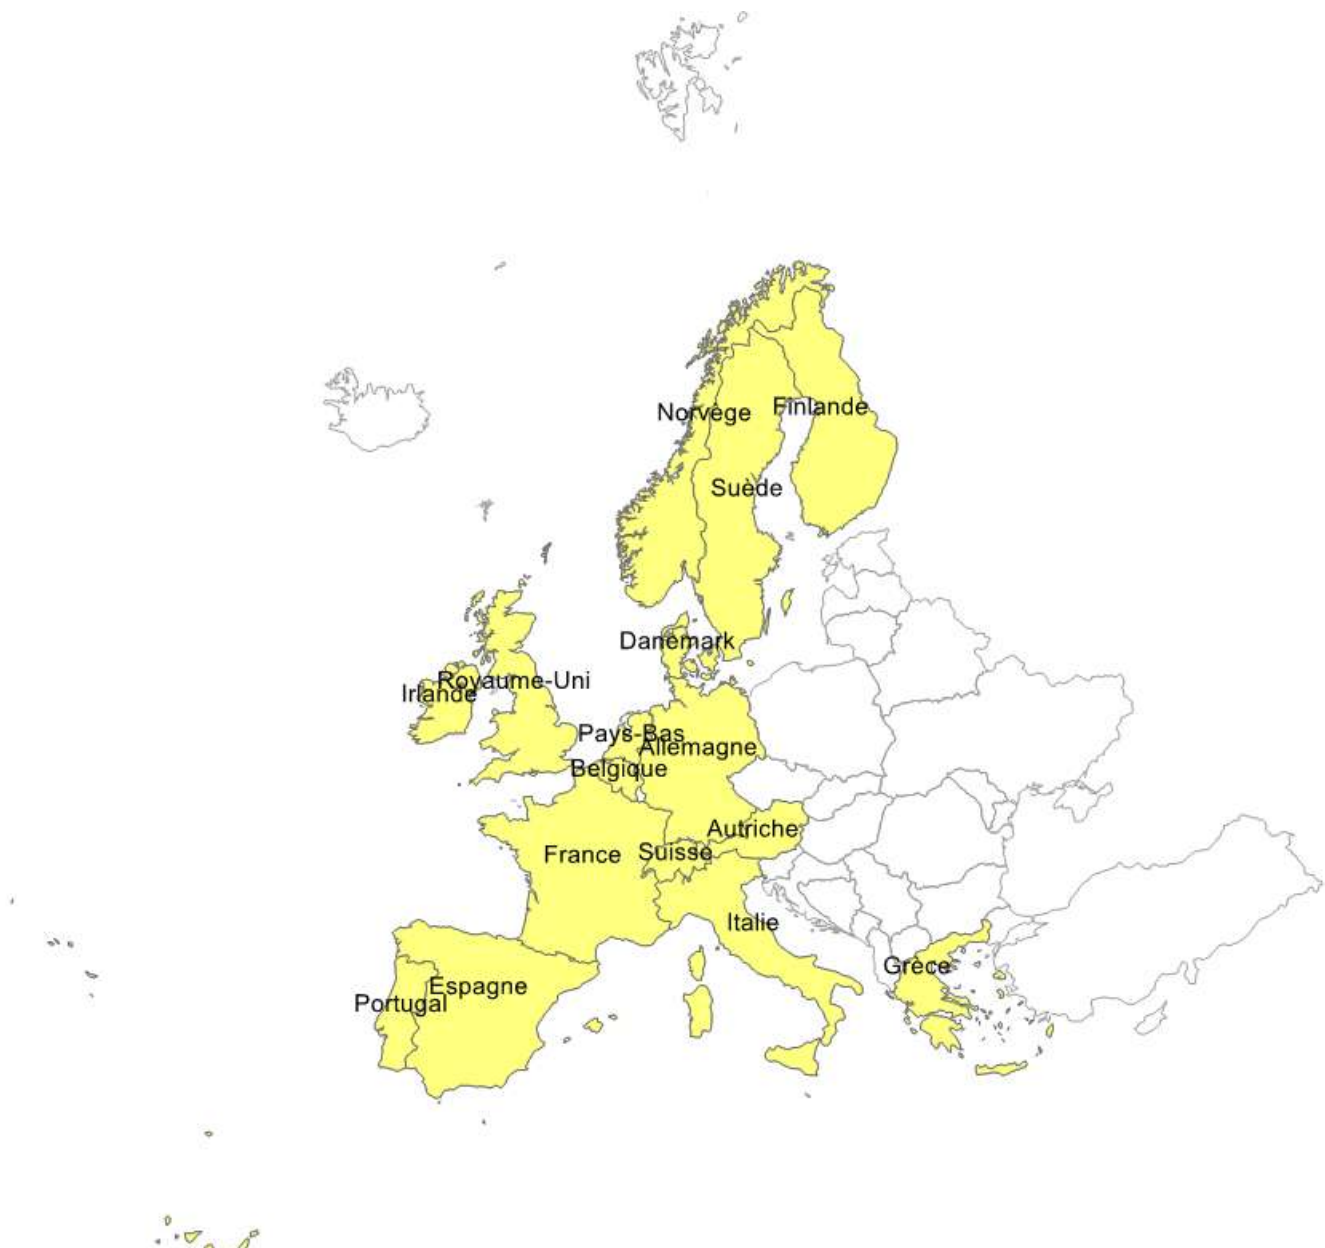 Norvège
Finlande
Suède
Danemark
Royaume-Uni
Irlande
Pays-Bas
Allemagne
Belgique
Autriche
France
Suisse
Italie
Grèce
Espagne
Portugal